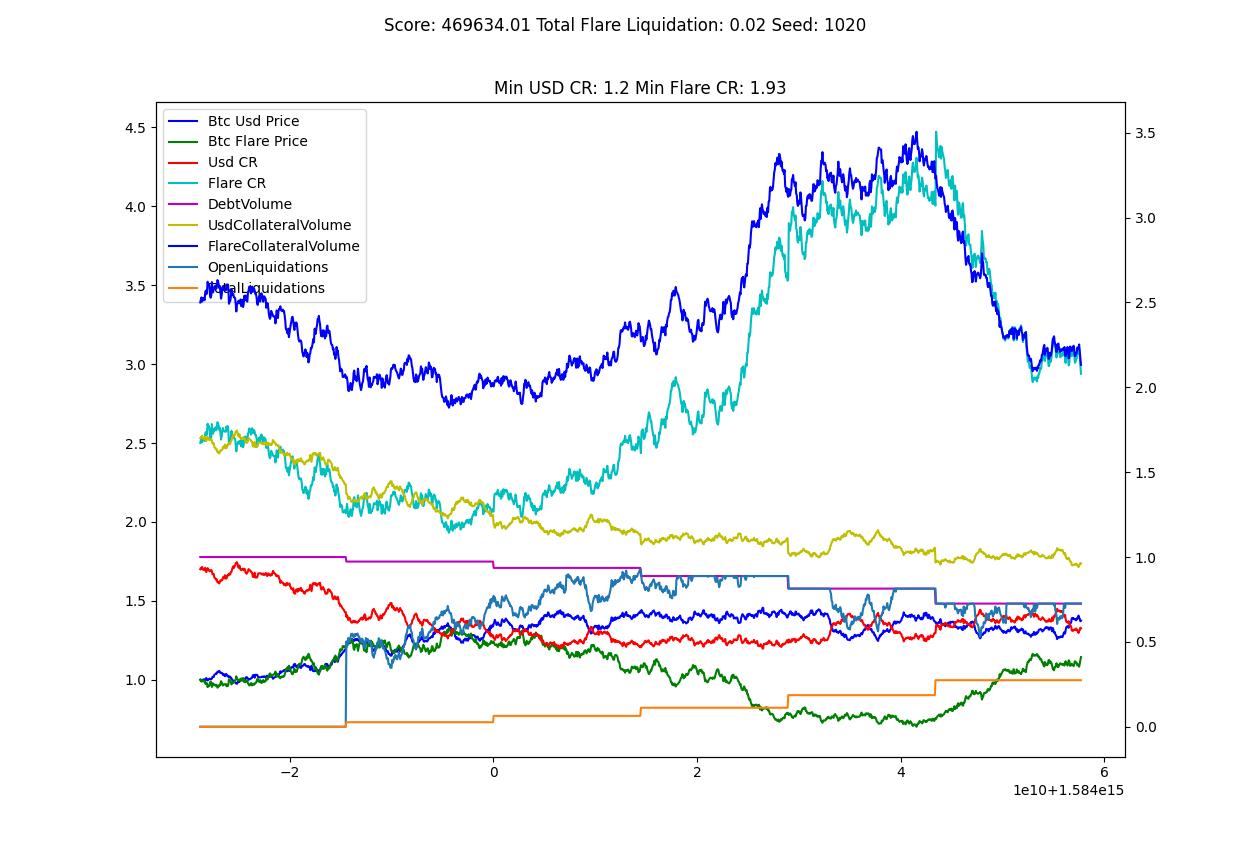 Score: 469634.01 Total Flare Liquidation: 0.02 Seed: 1020
Min USD CR: 1.2 Min Flare CR: 1.93
Btc Usd Price
Btc Flare Price
Usd CR
Flare CR
DebtVolume
UsdCollateralVolume
FlareCollateralVolume
OpenLiquidations
TotalLiquidations
4.5
4.0
3.5
3.0
2.5
2.0
1.5
1.0
3.5
3.0
2.5
2.0
1.5
1.0
0.5
0.0
−2
0
2
4
6
1e10+1.584e15